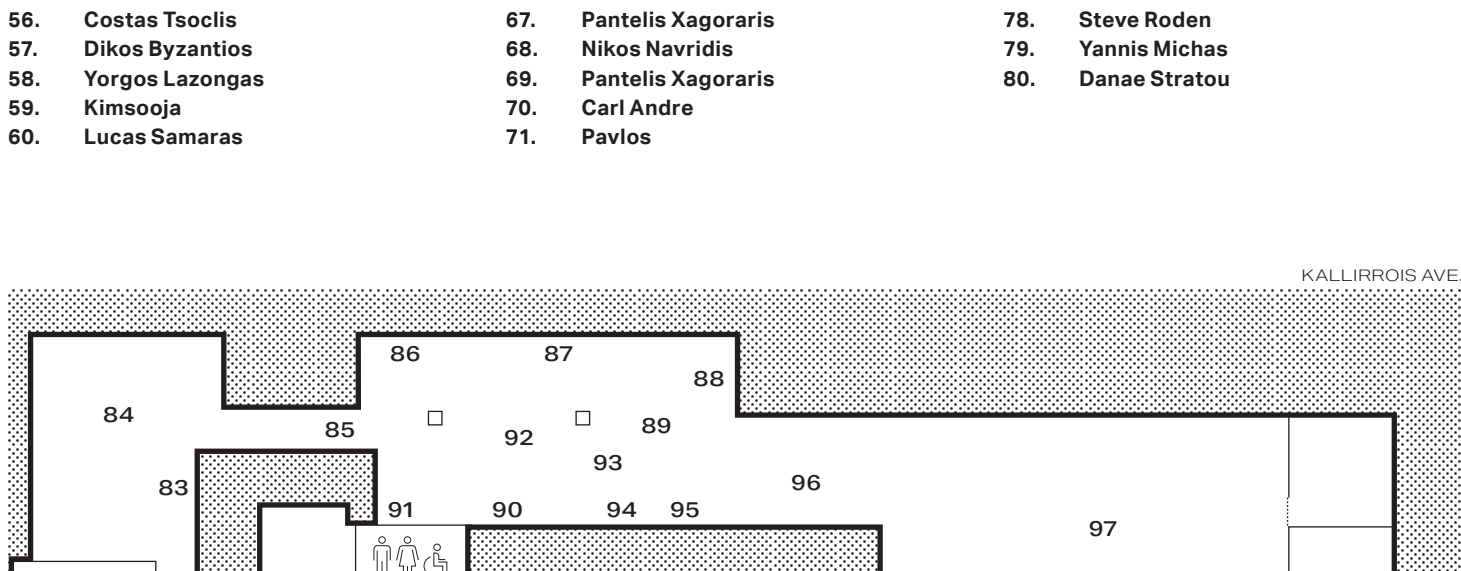 56. Costas Tsoclis
57. Dikos Byzantios
58. Yorgos Lazongas
59. Kimsooja
60. Lucas Samaras
67. Pantelis Xagoraris
68. Nikos Navridis
69. Pantelis Xagoraris
70. Carl Andre
71. Pavlos
78. Steve Roden
79. Yannis Michas
80. Danae Stratou
KALLIRROIS AVE.
86 87
88
84
85 92 89
93
83 96
91 90 94 95
97